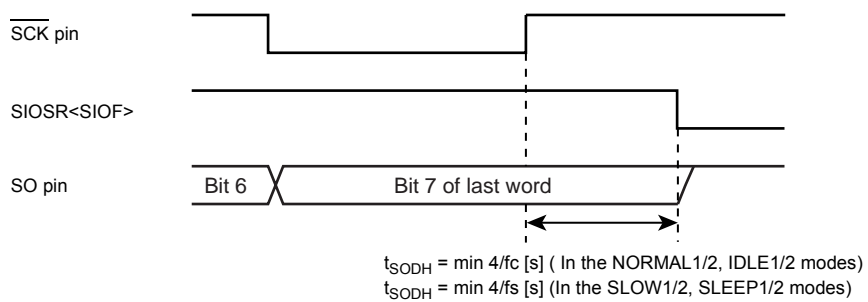 SCK pin
SIOSR<SIOF>
SO pin
Bit 6
Bit 7 of last word
tSODH = min 4/fc [s] ( In the NORMAL1/2, IDLE1/2 modes)
tSODH = min 4/fs [s] (In the SLOW1/2, SLEEP1/2 modes)